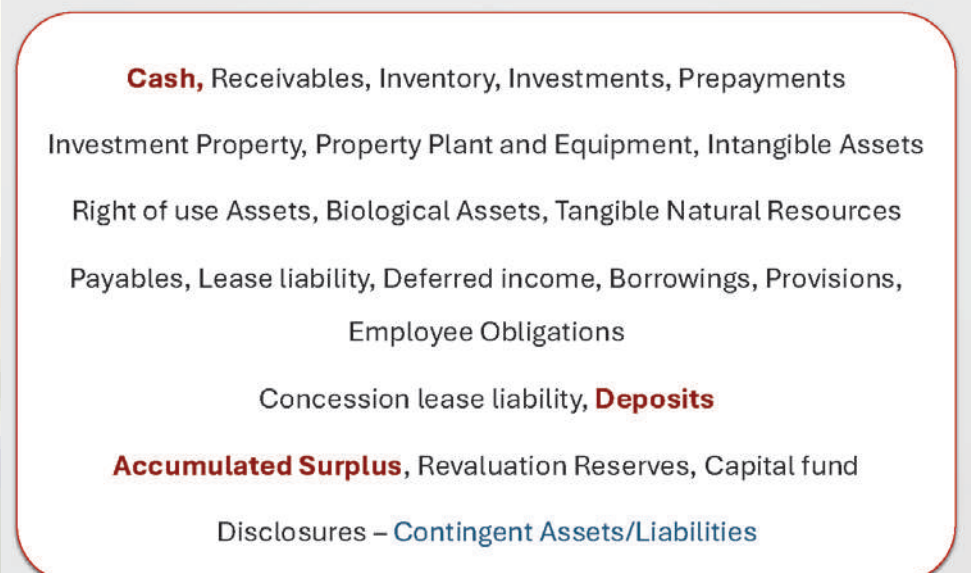 Cash, Receivables, Inventory, Investments, Prepayments
Investment Property, Property Plant and Equipment, Intangible Assets
Right of use Assets, Biological Assets, Tangible Natural Resources
Payables, Lease liability, Deferred income, Borrowings, Provisions,
Employee Obligations
Concession lease liability, Deposits
Accumulated Surplus, Revaluation Reserves, Capital fund
Disclosures – Contingent Assets/Liabilities